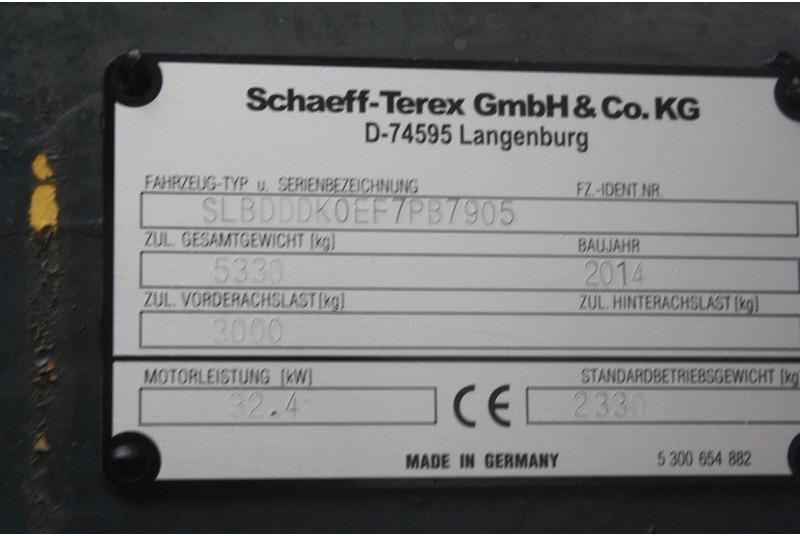 Schaeff-Terex GmbH & Co. KG
D-74595 Langenburg
FAHRZEUG-TYP u. SERIENBEZEICHNUNG FZ.-IDENT.NR.
SLBDDDK0EF7PB7905
ZUL. GESAMTGEWICHT [kg] BAUJAHR
5330 2014
ZUL. VORDERACHSLAST [kg] ZUL. HINTERACHSLAST [kg]
3000
MOTORLEISTUNG [kW] STANDARDBETRIEBSGEWICHT [kg
32.4 CE 2330
MADE IN GERMANY 5 300 654 882